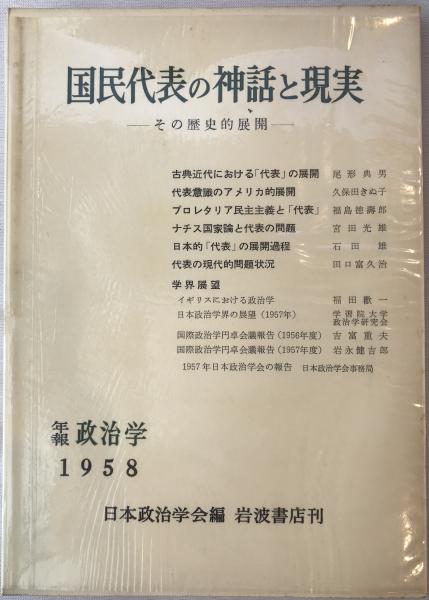 国民代表の神話と現実
―その歴史的展開―
古典近代における「代表」の展開 尾形典男
代表意識のアメリカ的展開 久保田きぬ子
プロレタリア民主主義と「代表」 福島徳壽郎
ナチス国家論と代表の問題 宮田光雄
日本的「代表」の展開過程 石田雄
代表の現代的問題状況 田口富久治
学界展望
イギリスにおける政治学 福田歓一
日本政治学界の展望(1957年) 学習院大学政治学研究会
国際政治学円卓会議報告(1956年度) 吉富重夫
国際政治学円卓会議報告(1957年度) 岩永健吉郎
1957年日本政治学会の報告 日本政治学会事務局
年報 政治学
1958
日本政治学会編 岩波書店刊